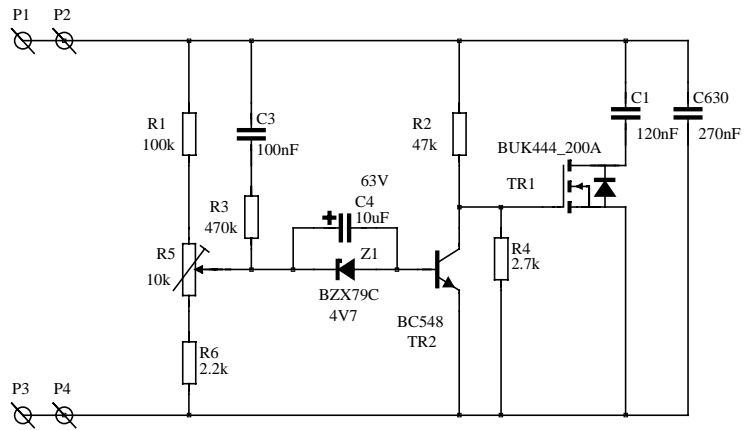 P1 P2
R1
100k
C3
100nF
R2
47k
C1
120nF
C630
270nF
BUK444_200A
TR1
63V
C4
10uF
R3
470k
R5
10k
Z1
BZX79C
4V7
R4
2.7k
BC548
TR2
R6
2.2k
P3 P4